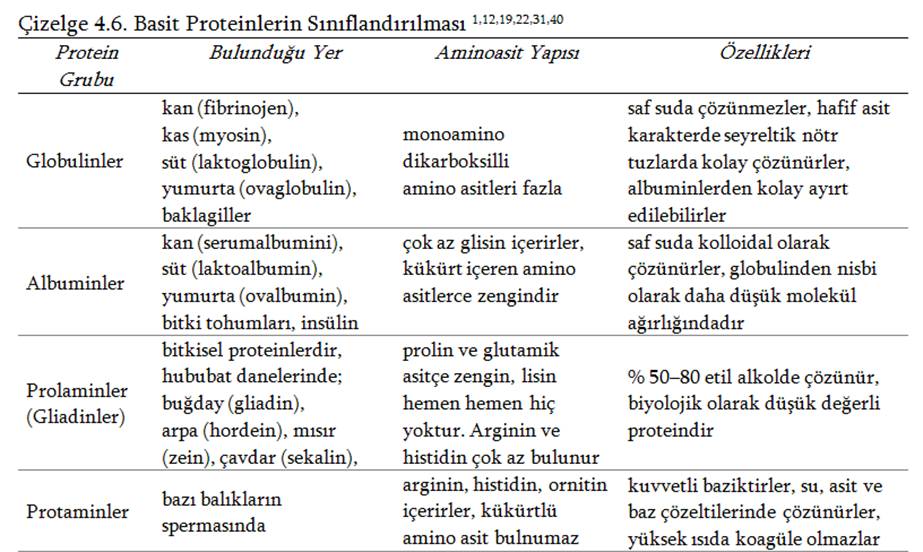 Çizelge 4.6. Basit Proteinlerin Sınıflandırılması 1,12,19,22,31,40
Protein Grubu
Bulunduğu Yer
Aminoasit Yapısı
Özellikleri
Globulinler
kan (fibrinojen),
kas (myosin),
süt (laktoglobulin),
yumurta (ovaglobulin),
baklagiller
monoamino
dikarboksilli
amino asitleri fazla
saf suda çözünmezler, hafif asit
karakterde seyreltik nötr
tuzlarda kolay çözünürler,
albuminlerden kolay ayırt
edilebilirler
Albuminler
kan (serumalbumini),
süt (laktoalbumin),
yumurta (ovalbumin),
bitki tohumları, insülin
çok az glisin içerirler,
kükürt içeren amino
asitlerce zengindir
saf suda kolloidal olarak
çözünürler, globulinden nisbi
olarak daha düşük molekül
ağırlığındadır
Prolaminler
(Gliadinler)
bitkisel proteinlerdir,
hububat danelerinde;
buğday (gliadin),
arpa (hordein), mısır
(zein), çavdar (sekalin),
prolin ve glutamik
asitçe zengin, lisin
hemen hemen hiç
yoktur. Arginin ve
histidin çok az bulunur
% 50–80 etil alkolde çözünür,
biyolojik olarak düşük değerli
proteindir
Protaminler
bazı balıkların
spermasında
arginin, histidin, ornitin
içerirler, kükürtlü
amino asit bulnumaz
kuvvetli baziktirler, su, asit ve
baz çözeltilerinde çözünürler,
yüksek ısıda koagüle olmazlar